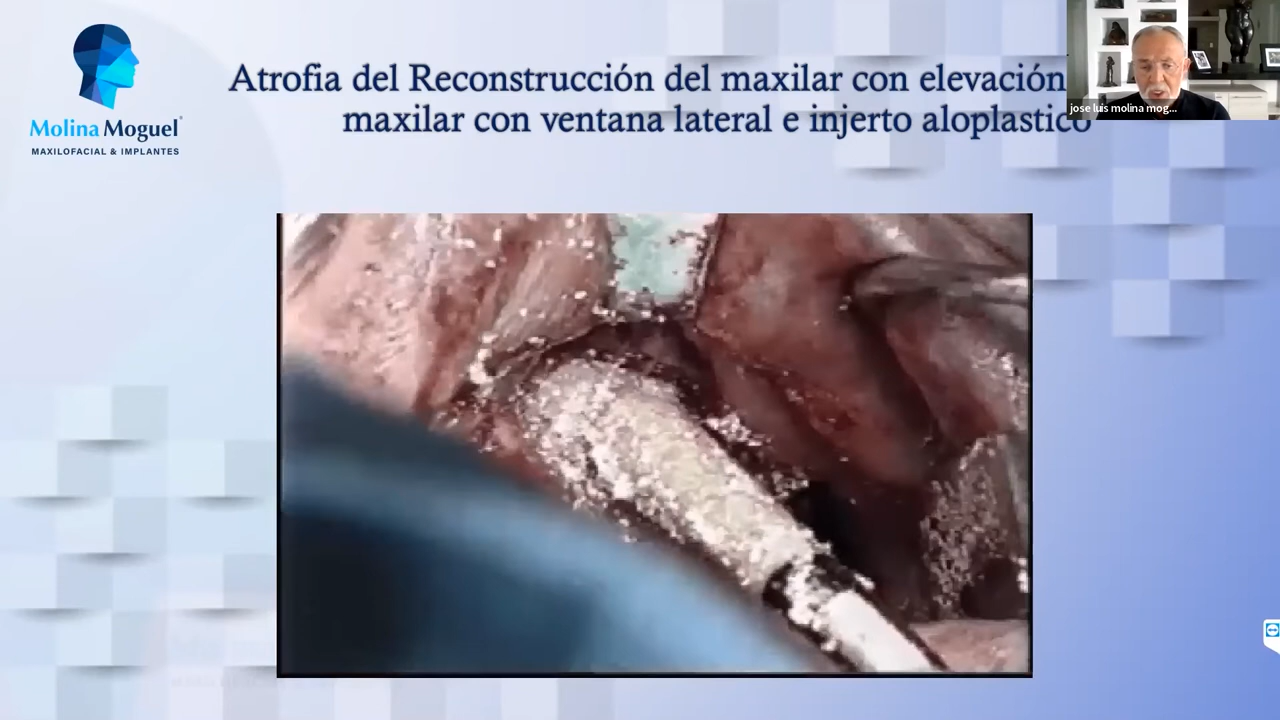 Molina Moguel
MAXILOFACIAL & IMPLANTES
Atrofia del Reconstrucción del maxilar con elevación
maxilar con ventana lateral e injerto aloplastico
jose luis molina mog...